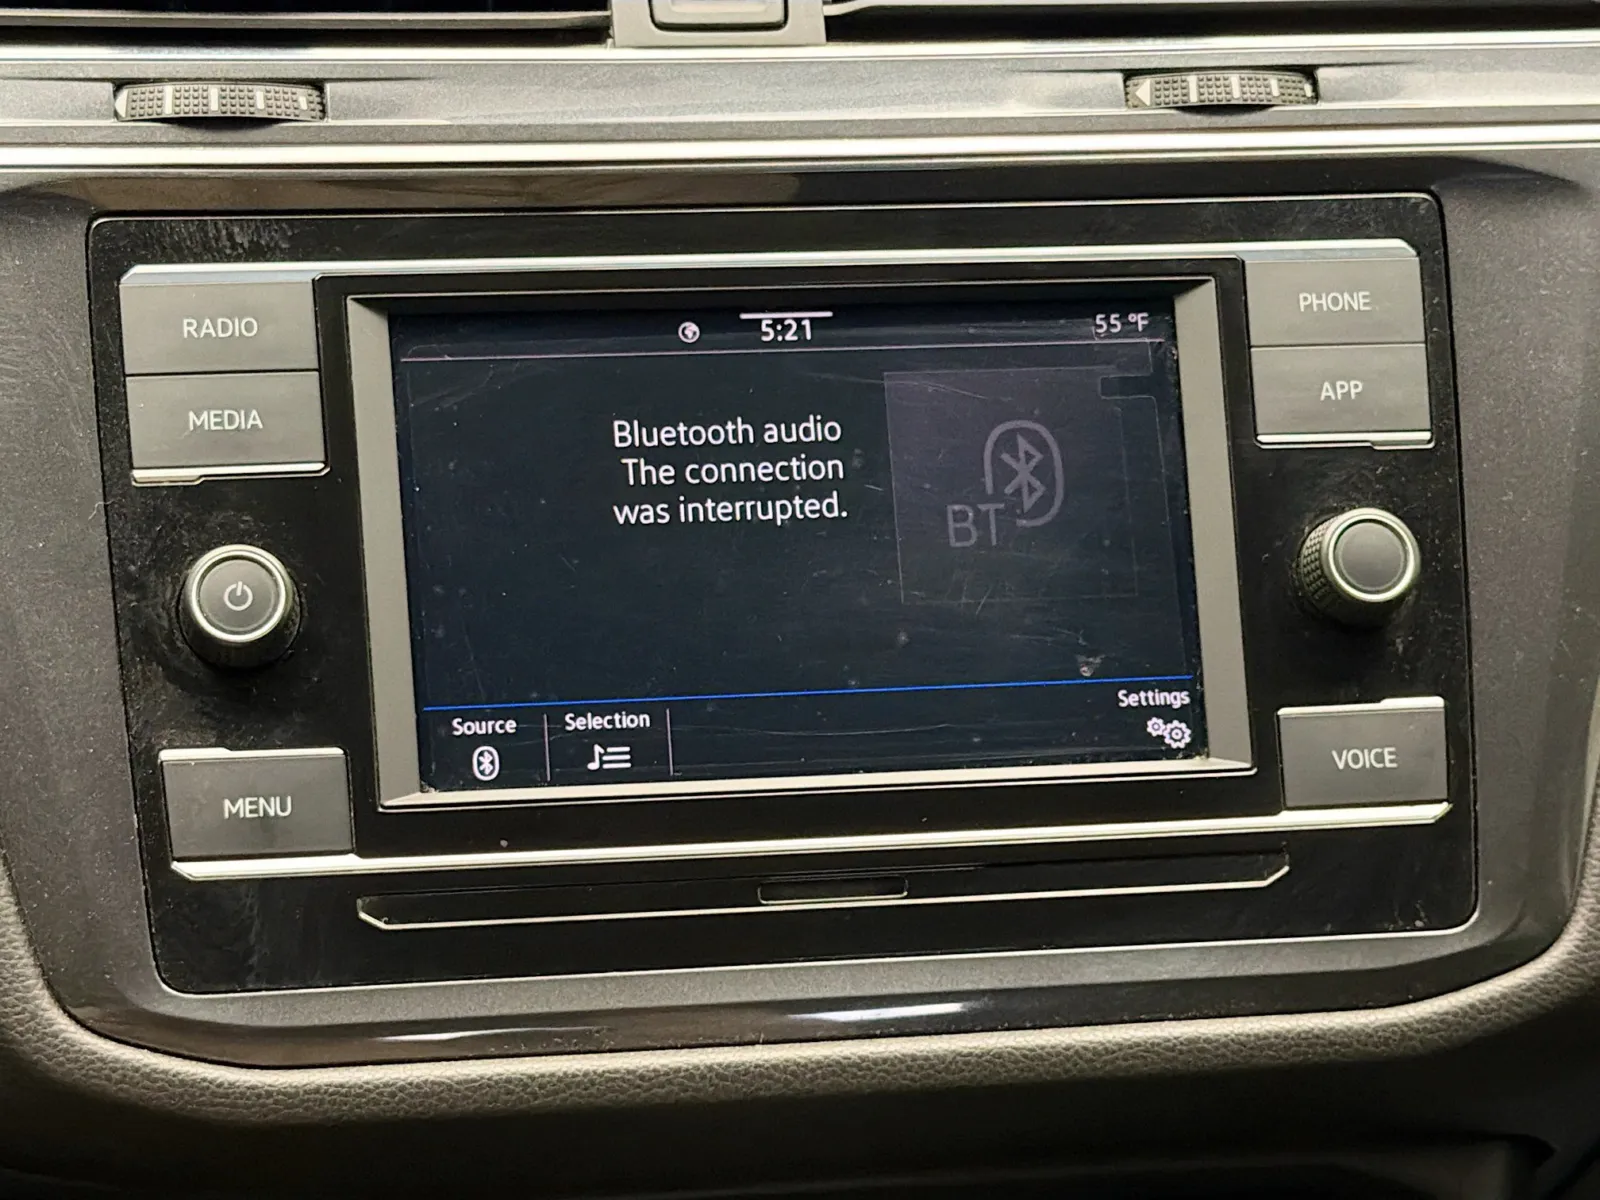 RADIO
MEDIA
MENU
5:21
55 °F
Bluetooth audio
The connection
was interrupted.
BT
Source
Selection
Settings
PHONE
APP
VOICE